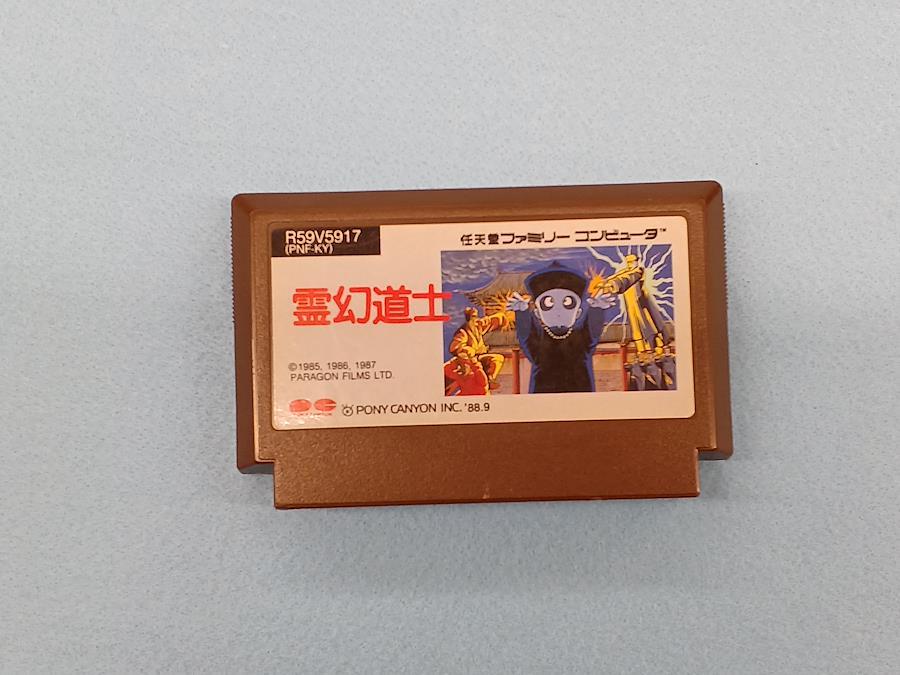 R59V5917
(PNF-KY)
任天堂ファミリー コンピュータ™
霊幻道士
©1985, 1986, 1987
PARAGON FILMS LTD.
PONY CANYON INC. '88.9